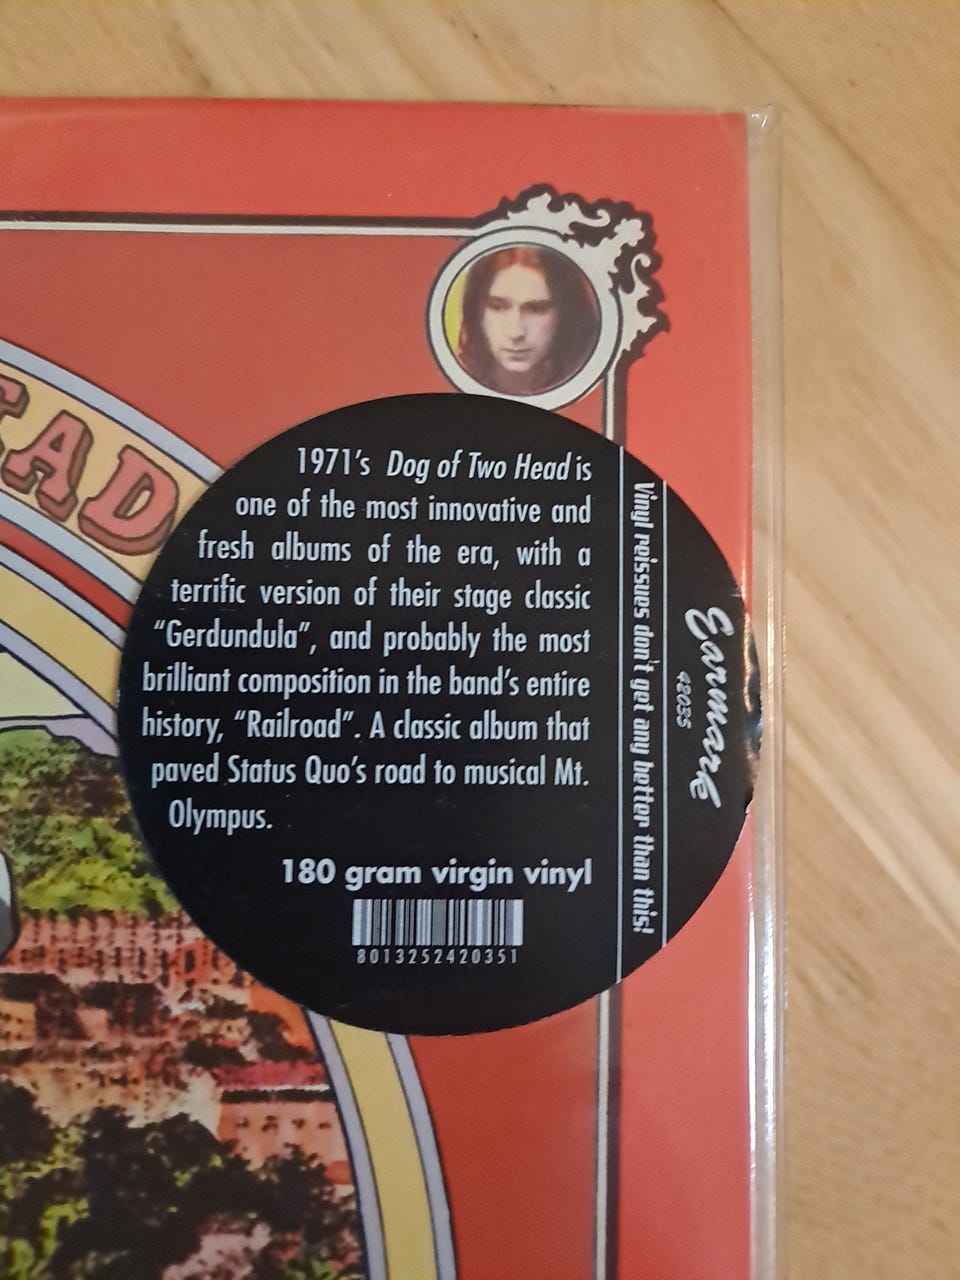 EAD
1971's Dog of Two Head is
one of the most innovative and
fresh albums of the era, with a
terrific version of their stage classic
“Gerdundula”, and probably the most
brilliant composition in the band's entire
history, “Railroad”. A classic album that
paved Status Quo's road to musical Mt.
Olympus.
180 gram virgin vinyl
8013252420351
Vinyl reissues don't get any better than this!
Earmark
42035